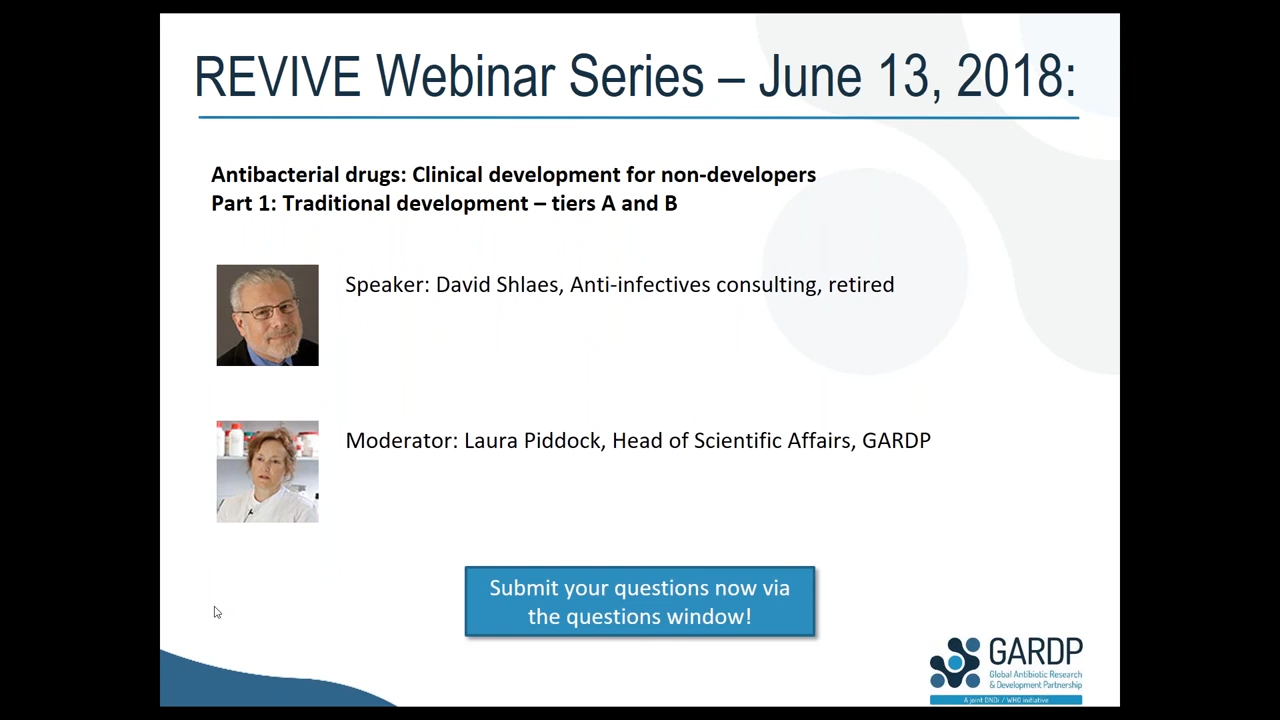 REVIVE Webinar Series – June 13, 2018:
Antibacterial drugs: Clinical development for non-developers
Part 1: Traditional development – tiers A and B
Speaker: David Shlaes, Anti-infectives consulting, retired
Moderator: Laura Piddock, Head of Scientific Affairs, GARDP
Submit your questions now via
the questions window!
GARDP
Global Antibiotic Research
& Development Partnership
A joint DNDi / WHO initiative